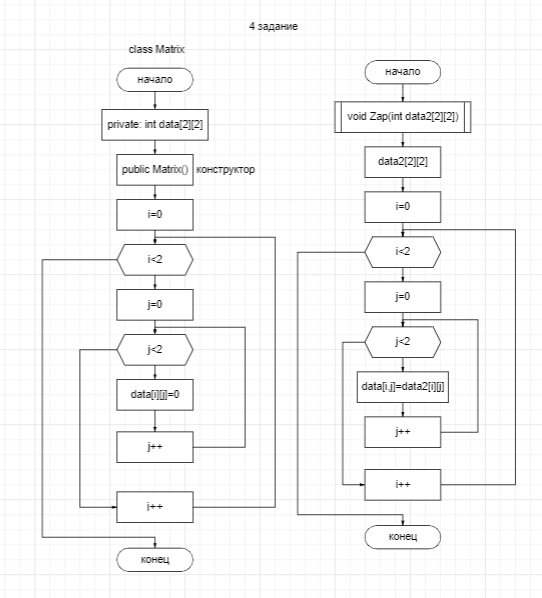 4 задание
class Matrix
начало
private: int data[2][2]
public Matrix() конструктор
i=0
i<2
j=0
j<2
data[i][j]=0
j++
i++
конец
начало
void Zap(int data2[2][2])
data2[2][2]
i=0
i<2
j=0
j<2
data[i,j]=data2[i][j]
j++
i++
конец